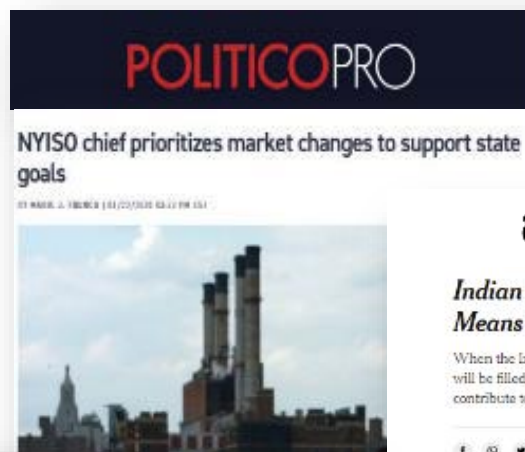 POLITICOPRO
NYISO chief prioritizes market changes to support state
goals
Indian
Means
When the
will be filled
contribute